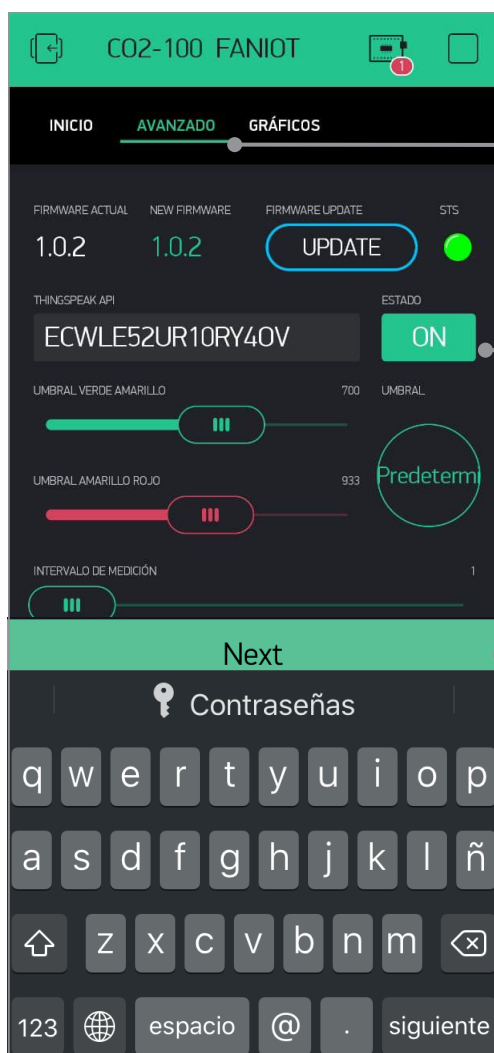 CO2-100 FANIOT
1
INICIO AVANZADO GRÁFICOS
FIRMWARE ACTUAL NEW FIRMWARE FIRMWARE UPDATE STS
1.0.2 1.0.2 UPDATE
THINGSPEAK API ESTADO
ECWLE52UR10RY4OV ON
UMBRAL VERDE AMARILLO 700 UMBRAL
UMBRAL AMARILLO ROJO 933 Predetermi
INTERVALO DE MEDICIÓN 1
Next
Contraseñas
q w e r t y u i o p
a s d f g h j k l ñ
z x c v b n m
123 espacio @ . siguiente